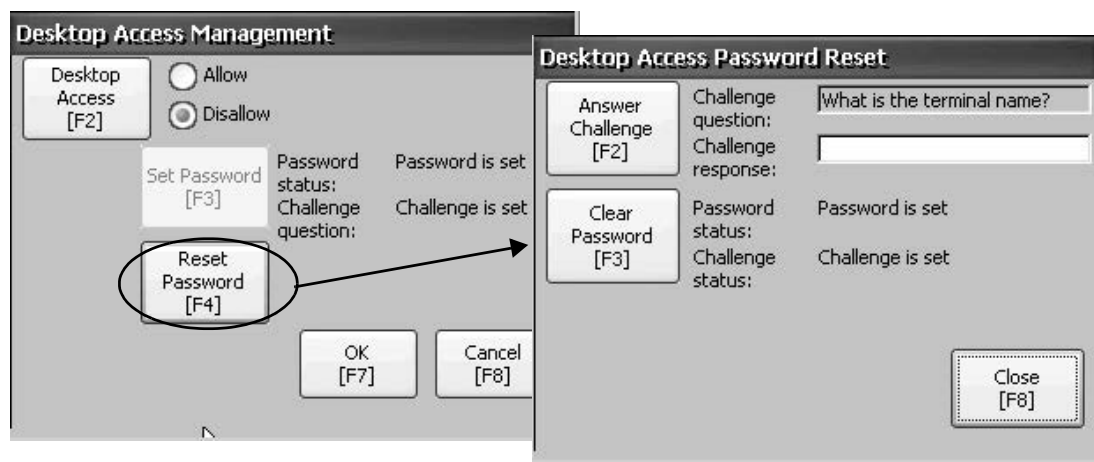 Desktop Access Management
Desktop
Access
[F2]
Allow
Disallow
Set Password
[F3]
Password
status:
Password is set
Challenge
question:
Challenge is set
Reset
Password
[F4]
OK
[F7]
Cancel
[F8]
Desktop Access Password Reset
Answer
Challenge
[F2]
Challenge
question:
What is the terminal name?
Challenge
response:
Clear
Password
[F3]
Password
status:
Password is set
Challenge
status:
Challenge is set
Close
[F8]